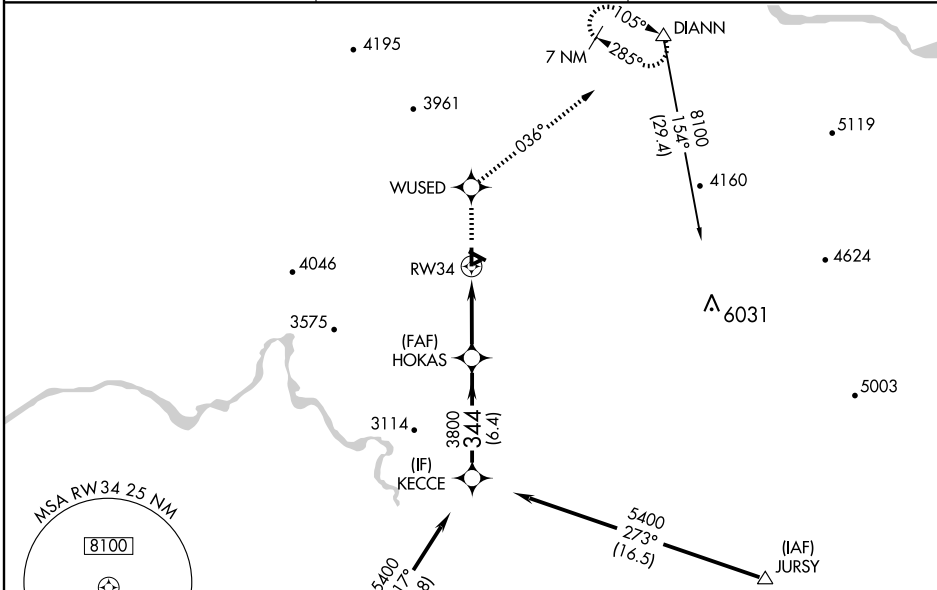 105°
DIANN
285°
7 NM
4195
3961
036°
8100
154°
(29.4)
5119
4160
WUSED
RW34
4046
4624
3575
6031
(FAF)
HOKAS
5003
3114
3800
344
(6.4)
(IF)
KECCE
MSA RW34 25 NM
8100
5400
273°
(16.5)
(IAF)
JURSY
5400
17°
8)